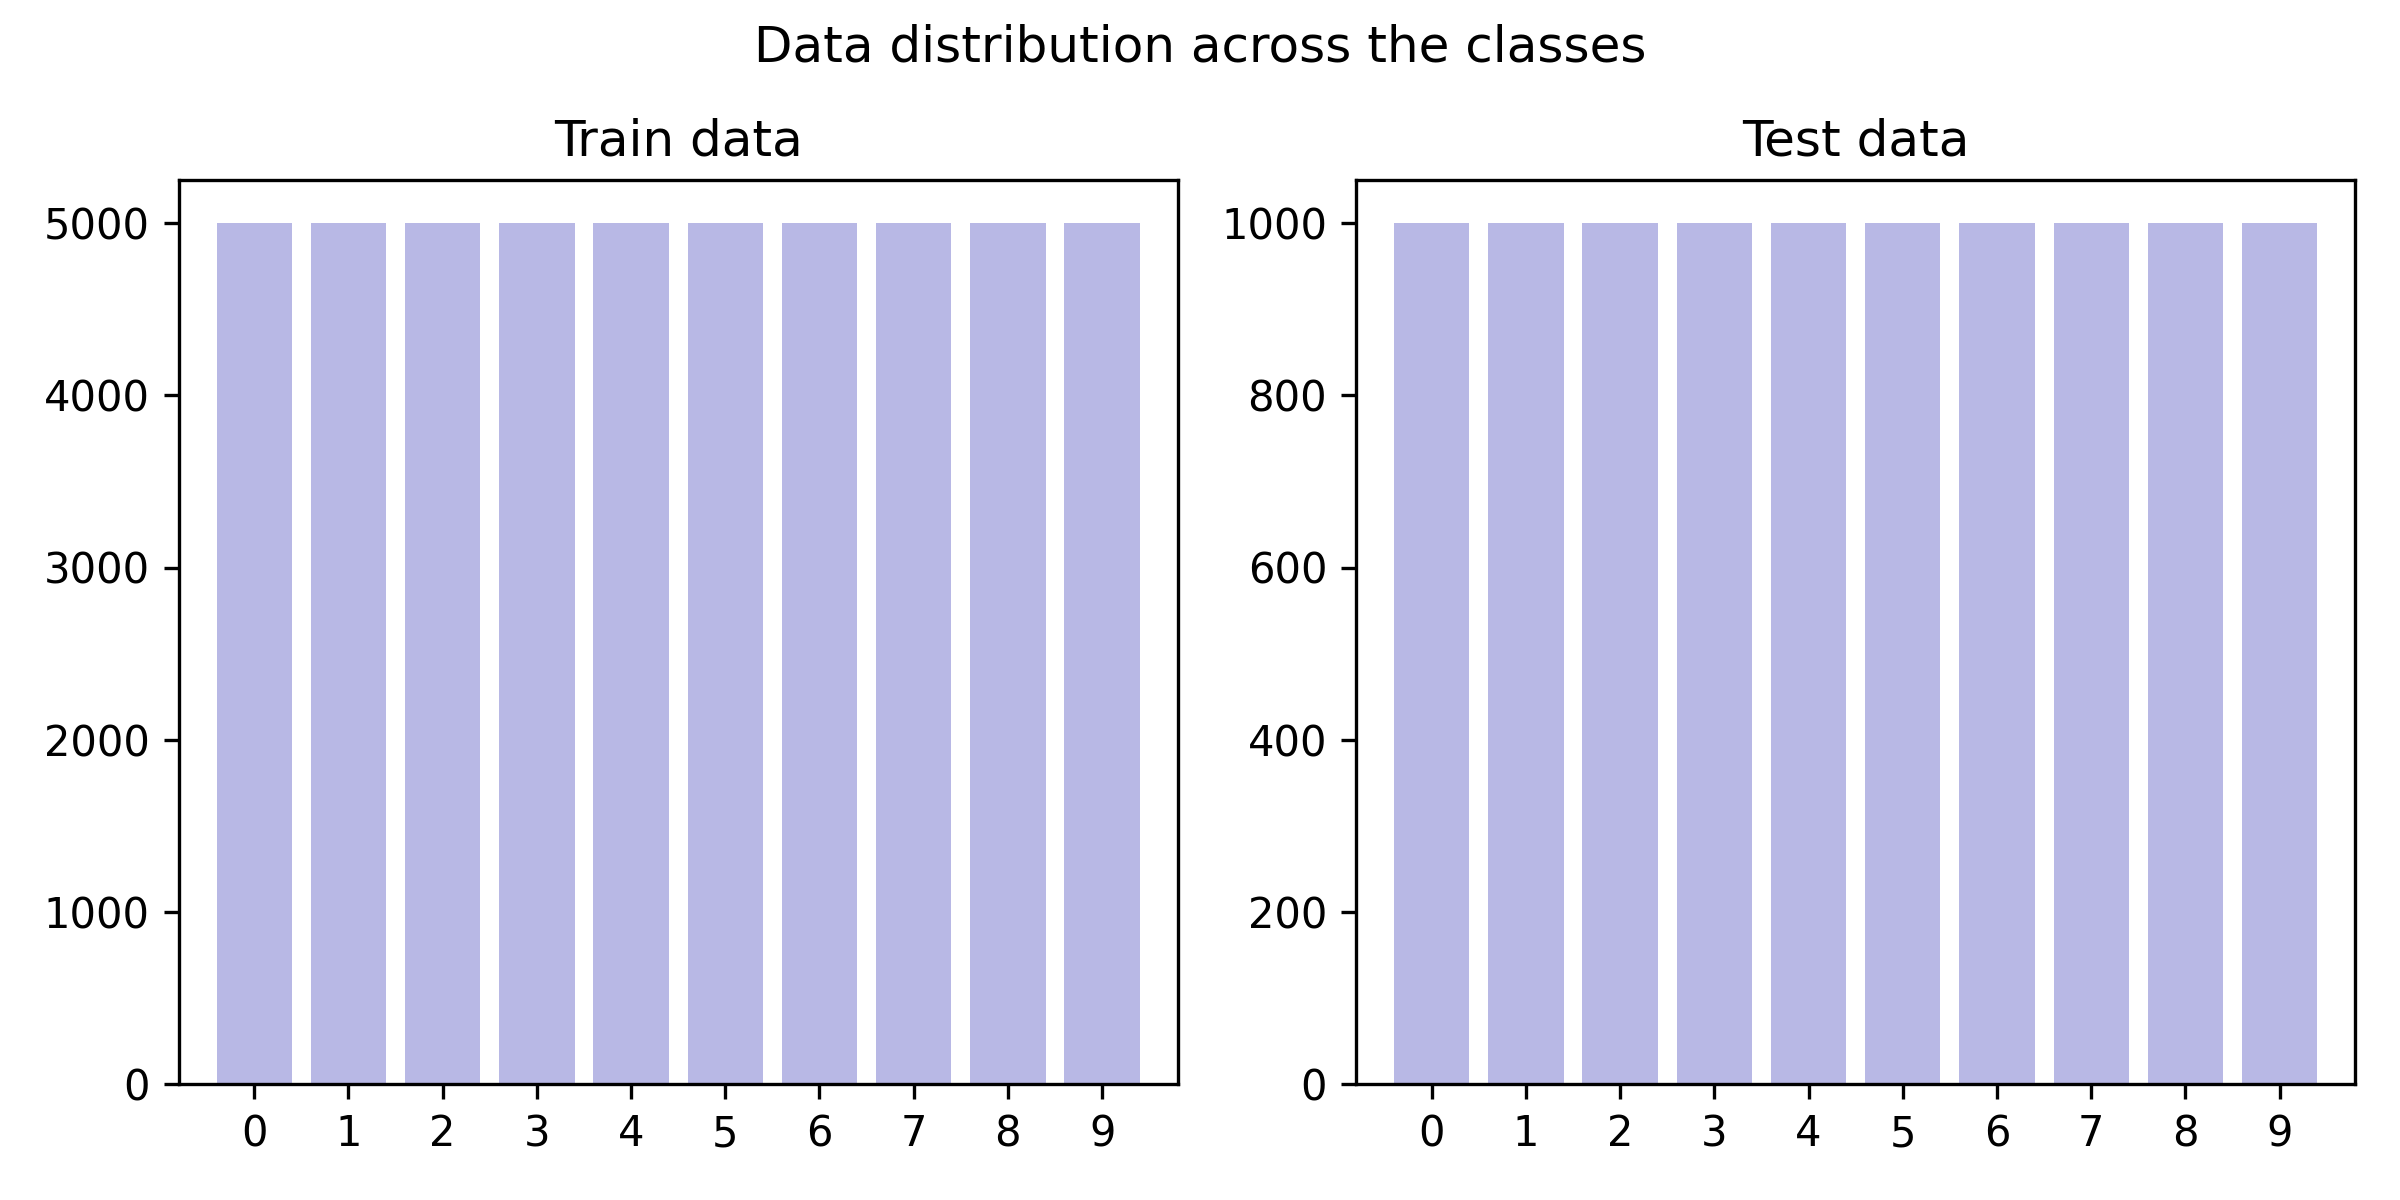 Data distribution across the classes
Train data
5000
4000
3000
2000
1000
0
0 1 2 3 4 5 6 7 8 9
Test data
1000
800
600
400
200
0
0 1 2 3 4 5 6 7 8 9